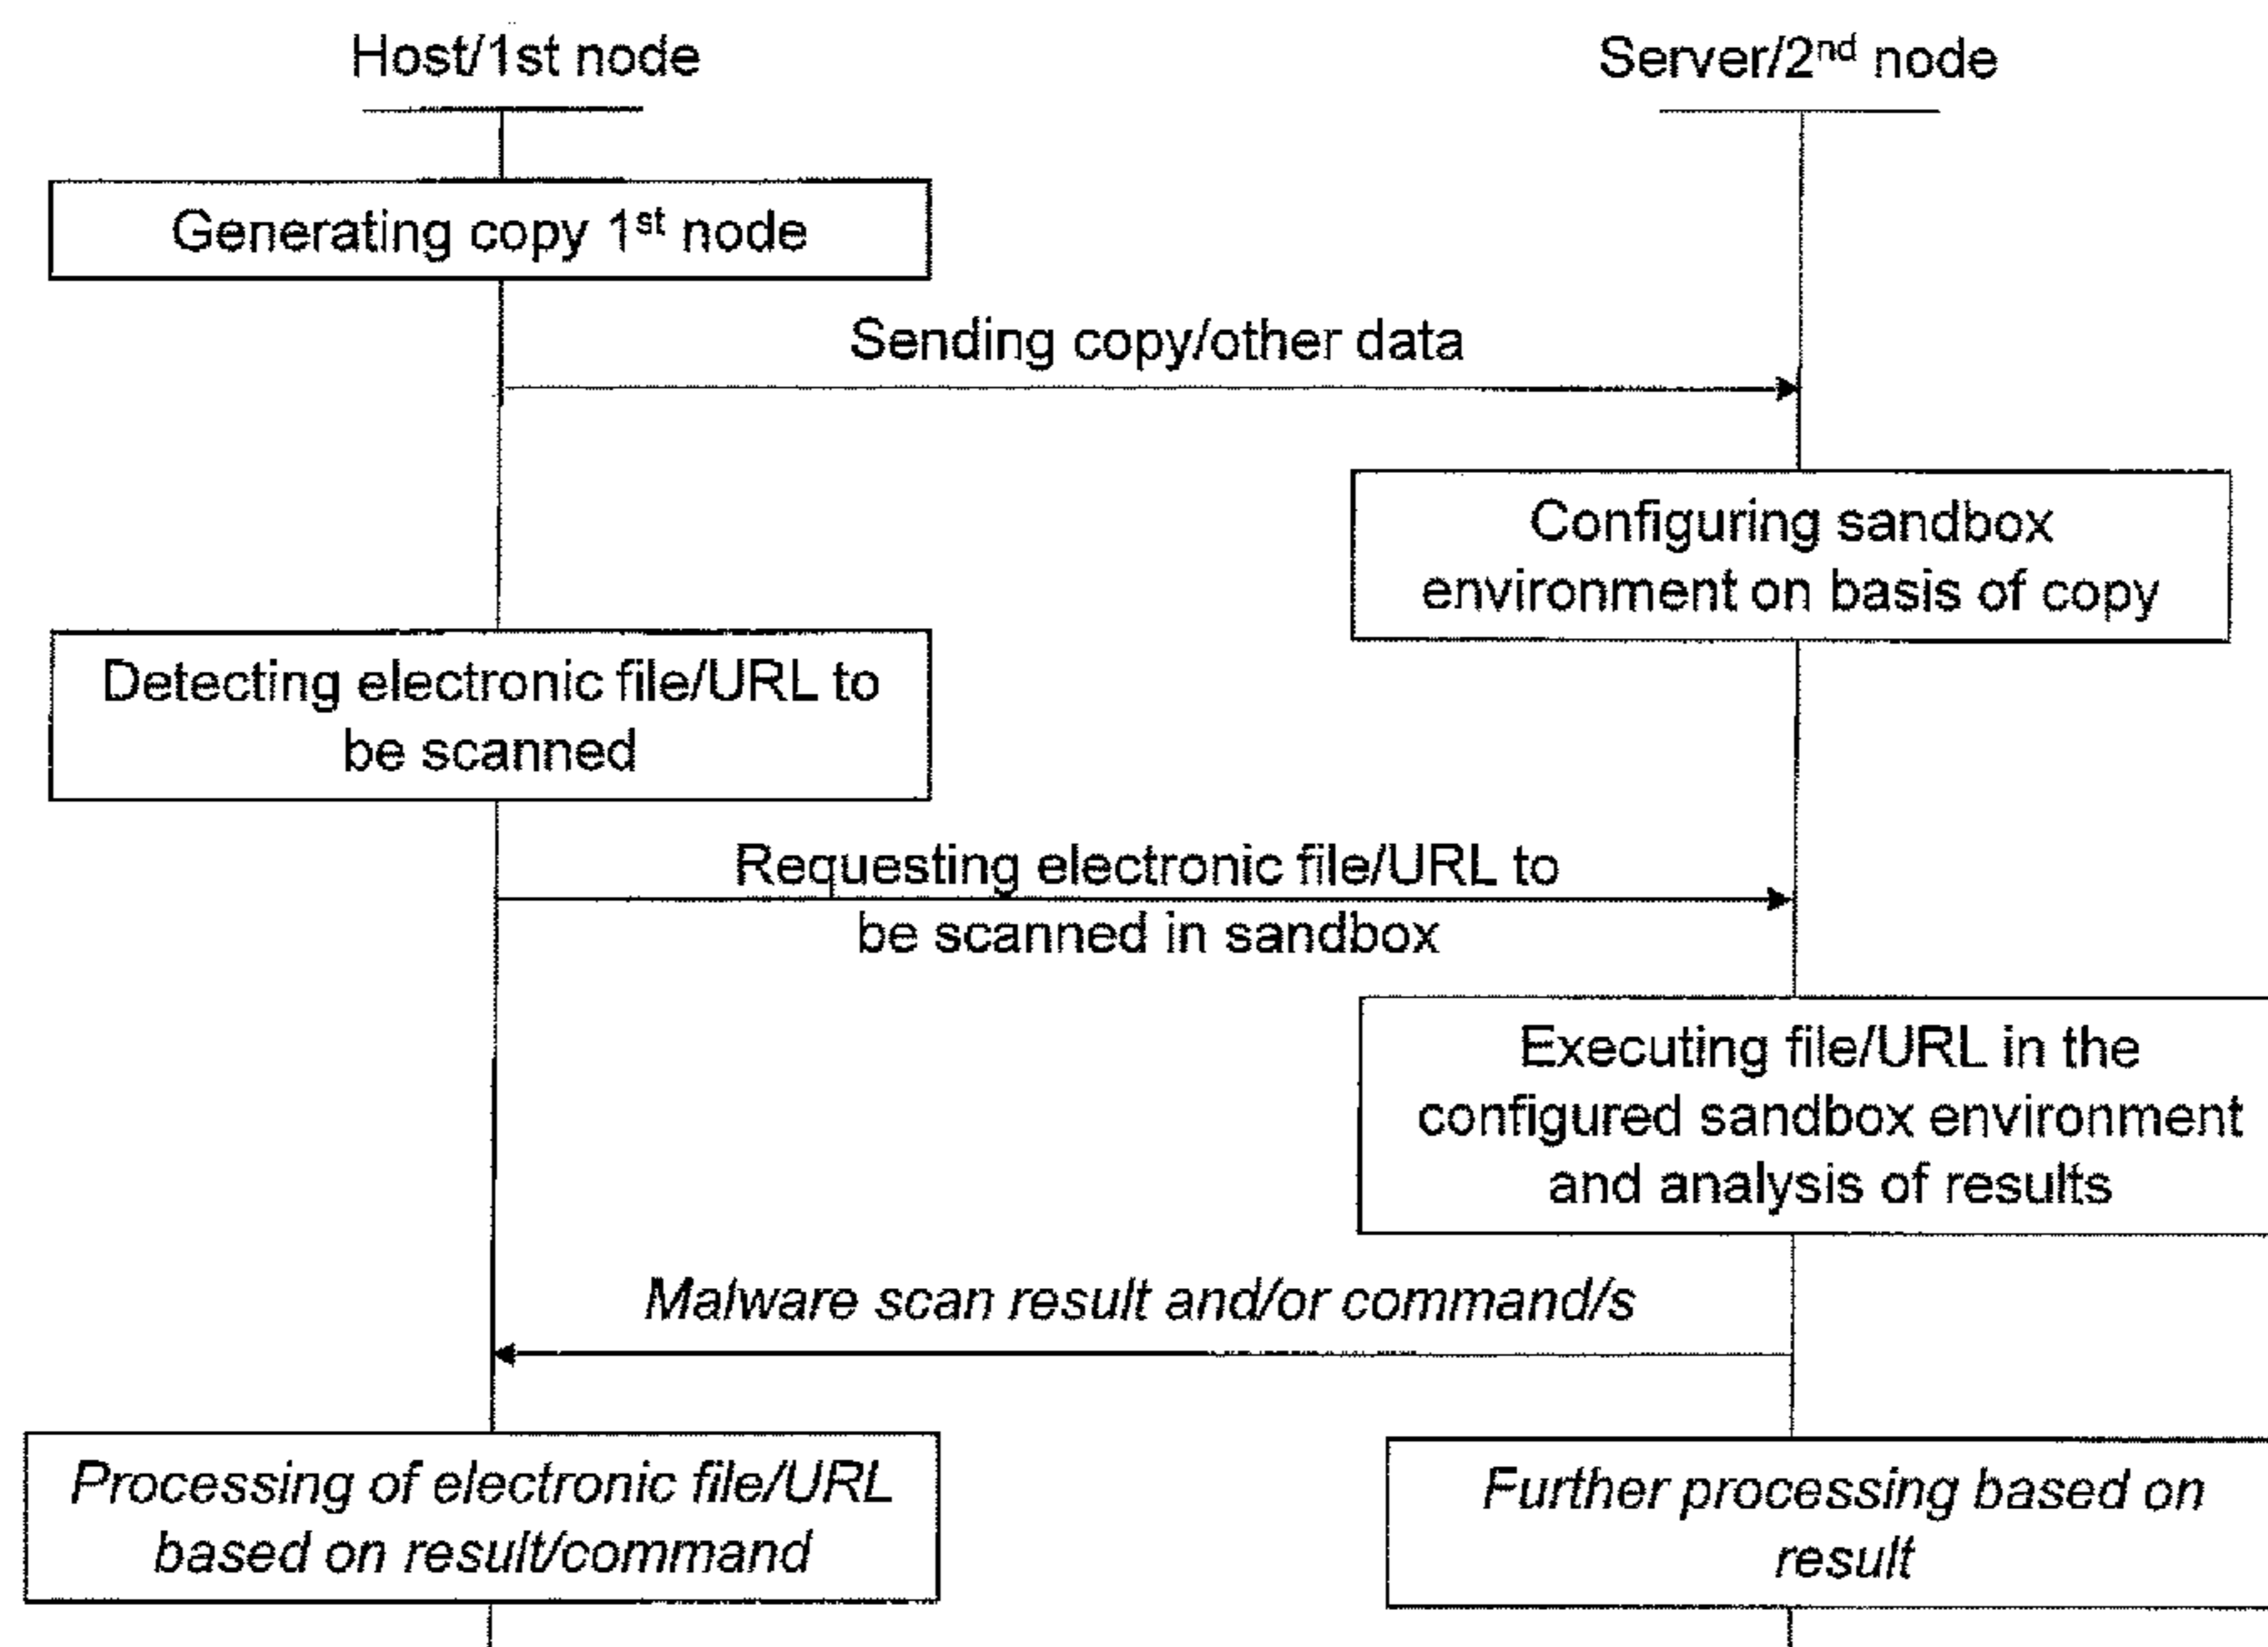 Host/1st node
Server/2nd node
Generating copy 1st node
Sending copy/other data
Configuring sandbox
environment on basis of copy
Detecting electronic file/URL to
be scanned
Requesting electronic file/URL to
be scanned in sandbox
Executing file/URL in the
configured sandbox environment
and analysis of results
Malware scan result and/or command/s
Processing of electronic file/URL
based on result/command
Further processing based on
result